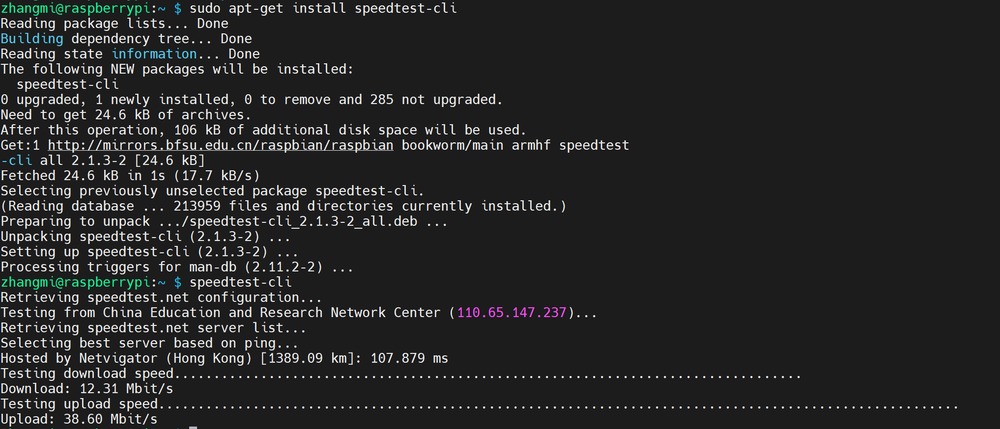 zhangmi@raspberrypi:~ $ sudo apt-get install speedtest-cli
Reading package lists... Done
Building dependency tree... Done
Reading state information... Done
The following NEW packages will be installed:
  speedtest-cli
0 upgraded, 1 newly installed, 0 to remove and 285 not upgraded.
Need to get 24.6 kB of archives.
After this operation, 106 kB of additional disk space will be used.
Get:1 http://mirrors.bfsu.edu.cn/raspbian/raspbian bookworm/main armhf speedtest
-cli all 2.1.3-2 [24.6 kB]
Fetched 24.6 kB in 1s (17.7 kB/s)
Selecting previously unselected package speedtest-cli.
(Reading database ... 213959 files and directories currently installed.)
Preparing to unpack .../speedtest-cli_2.1.3-2_all.deb ...
Unpacking speedtest-cli (2.1.3-2) ...
Setting up speedtest-cli (2.1.3-2) ...
Processing triggers for man-db (2.11.2-2) ...
zhangmi@raspberrypi:~ $ speedtest-cli
Retrieving speedtest.net configuration...
Testing from China Education and Research Network Center (110.65.147.237)...
Retrieving speedtest.net server list...
Selecting best server based on ping...
Hosted by Netvigator (Hong Kong) [1389.09 km]: 107.879 ms
Testing download speed................................................................................
Download: 12.31 Mbit/s
Testing upload speed......................................................................................................
Upload: 38.60 Mbit/s